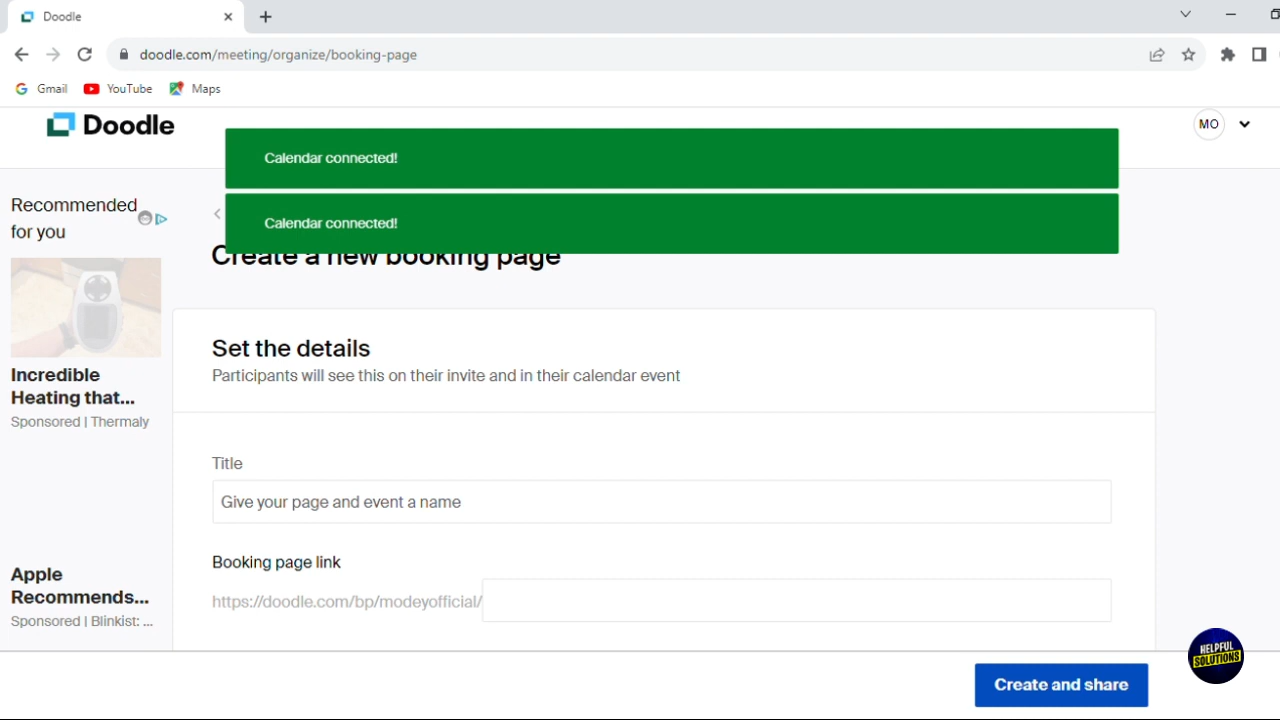 Doodle
doodle.com/meeting/organize/booking-page
Gmail
YouTube
Maps
Doodle
MO
Calendar connected!
Calendar connected!
Recommended
for you
Create a new booking page
Set the details
Participants will see this on their invite and in their calendar event
Incredible
Heating that...
Sponsored | Thermaly
Title
Give your page and event a name
Booking page link
https://doodle.com/bp/modeyofficial/
Apple
Recommends...
Sponsored | Blinkist: ...
HELPFUL
SOLUTIONS
Create and share